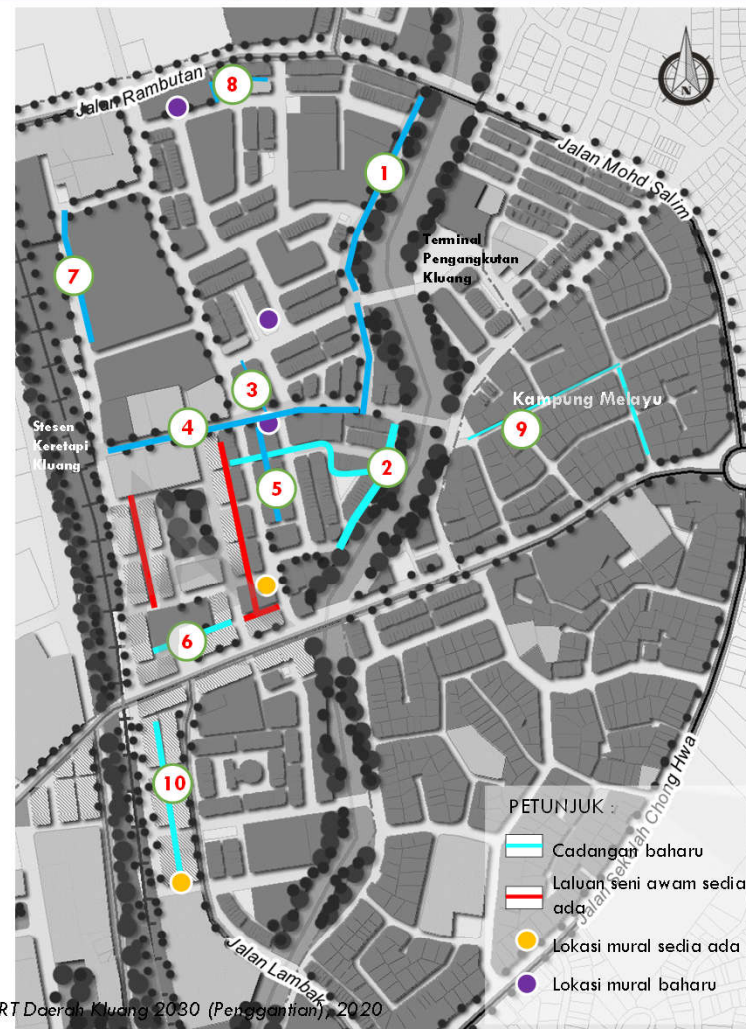 8
Jalan Rambutan
N
1
Jalan Mohd Salim
Terminal
Pengangkutan
Kluang
7
3
Kampung Melayu
9
4
Stesen
Keretapi
Kluang
2
5
6
10
Jalan Sekolah Chong Hwa
PETUNJUK :
Cadangan baharu
Laluan seni awam sedia
ada
Lokasi mural sedia ada
Lokasi mural baharu
Jalan Lambak
RT Daerah Kluang 2030 (Penggantian), 2020